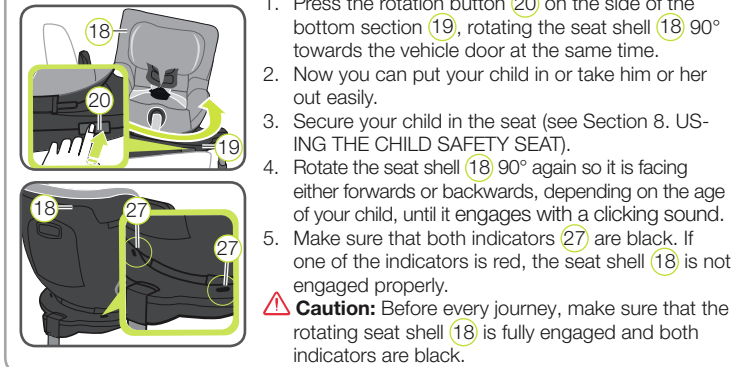 18
20
19
18
27
27
1. Press the rotation button 20 on the side of the
bottom section 19, rotating the seat shell 18 90°
towards the vehicle door at the same time.
2. Now you can put your child in or take him or her
out easily.
3. Secure your child in the seat (see Section 8. US-
ING THE CHILD SAFETY SEAT).
4. Rotate the seat shell 18 90° again so it is facing
either forwards or backwards, depending on the age
of your child, until it engages with a clicking sound.
5. Make sure that both indicators 27 are black. If
one of the indicators is red, the seat shell 18 is not
engaged properly.
Caution: Before every journey, make sure that the
rotating seat shell 18 is fully engaged and both
indicators are black.